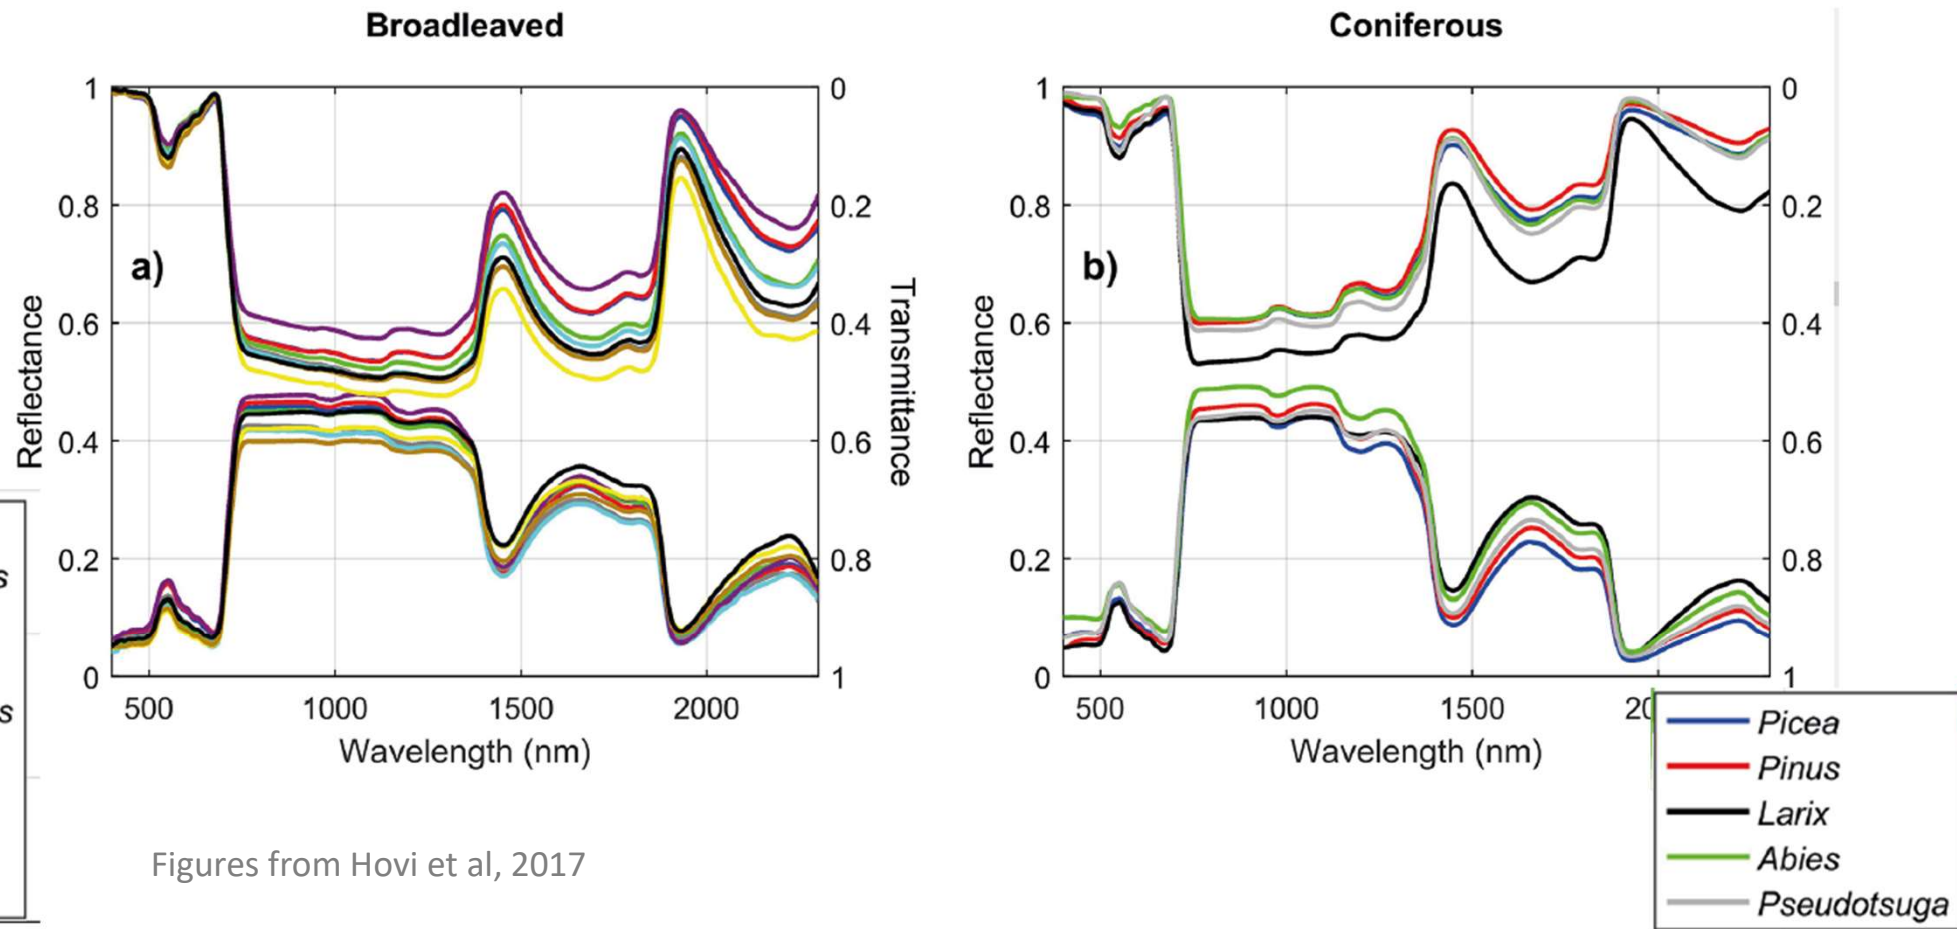 Broadleaved
Coniferous
1
0.8
0.6
0.4
0.2
0
0
0.2
0.4
0.6
0.8
1
500
1000
1500
2000
Reflectance
Transmittance
Wavelength (nm)
a)
1
0.8
0.6
0.4
0.2
0
0
0.2
0.4
0.6
0.8
1
500
1000
1500
20
Reflectance
Wavelength (nm)
b)
s
s
Picea
Pinus
Larix
Abies
Pseudotsuga
Figures from Hovi et al, 2017